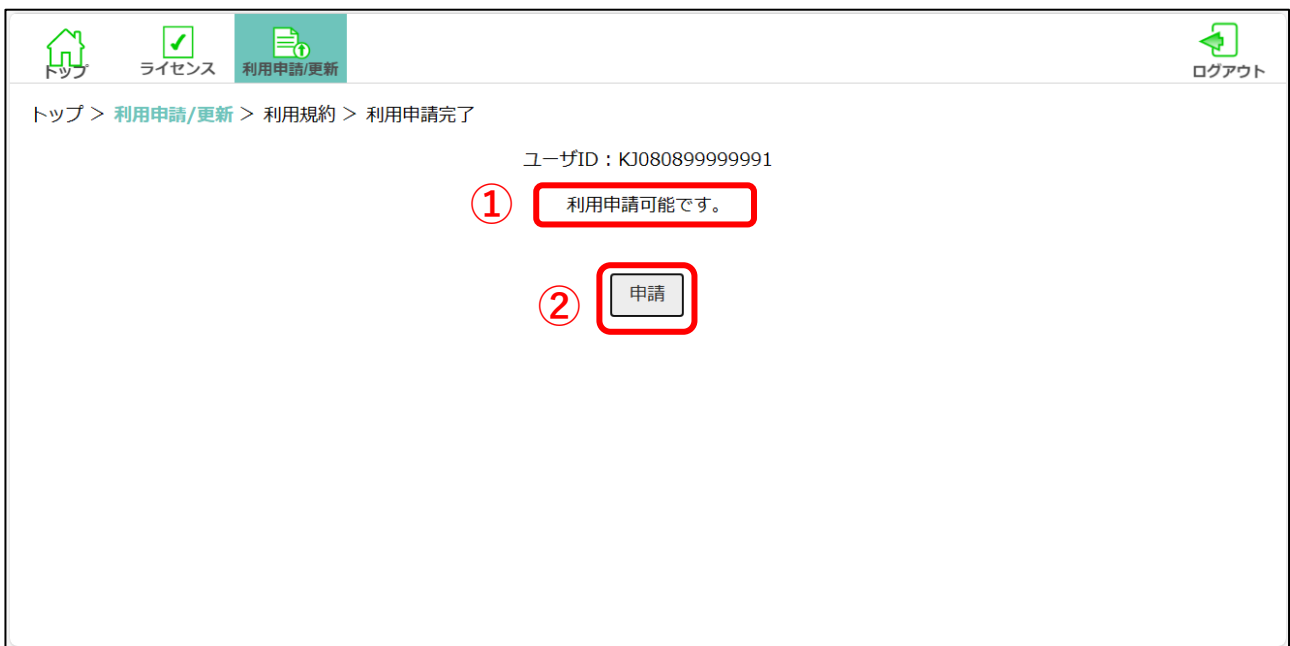 トップ
ライセンス
利用申請/更新
ログアウト
トップ > 利用申請/更新 > 利用規約 > 利用申請完了
ユーザID：KJ080899999991
① 利用申請可能です。
② 申請